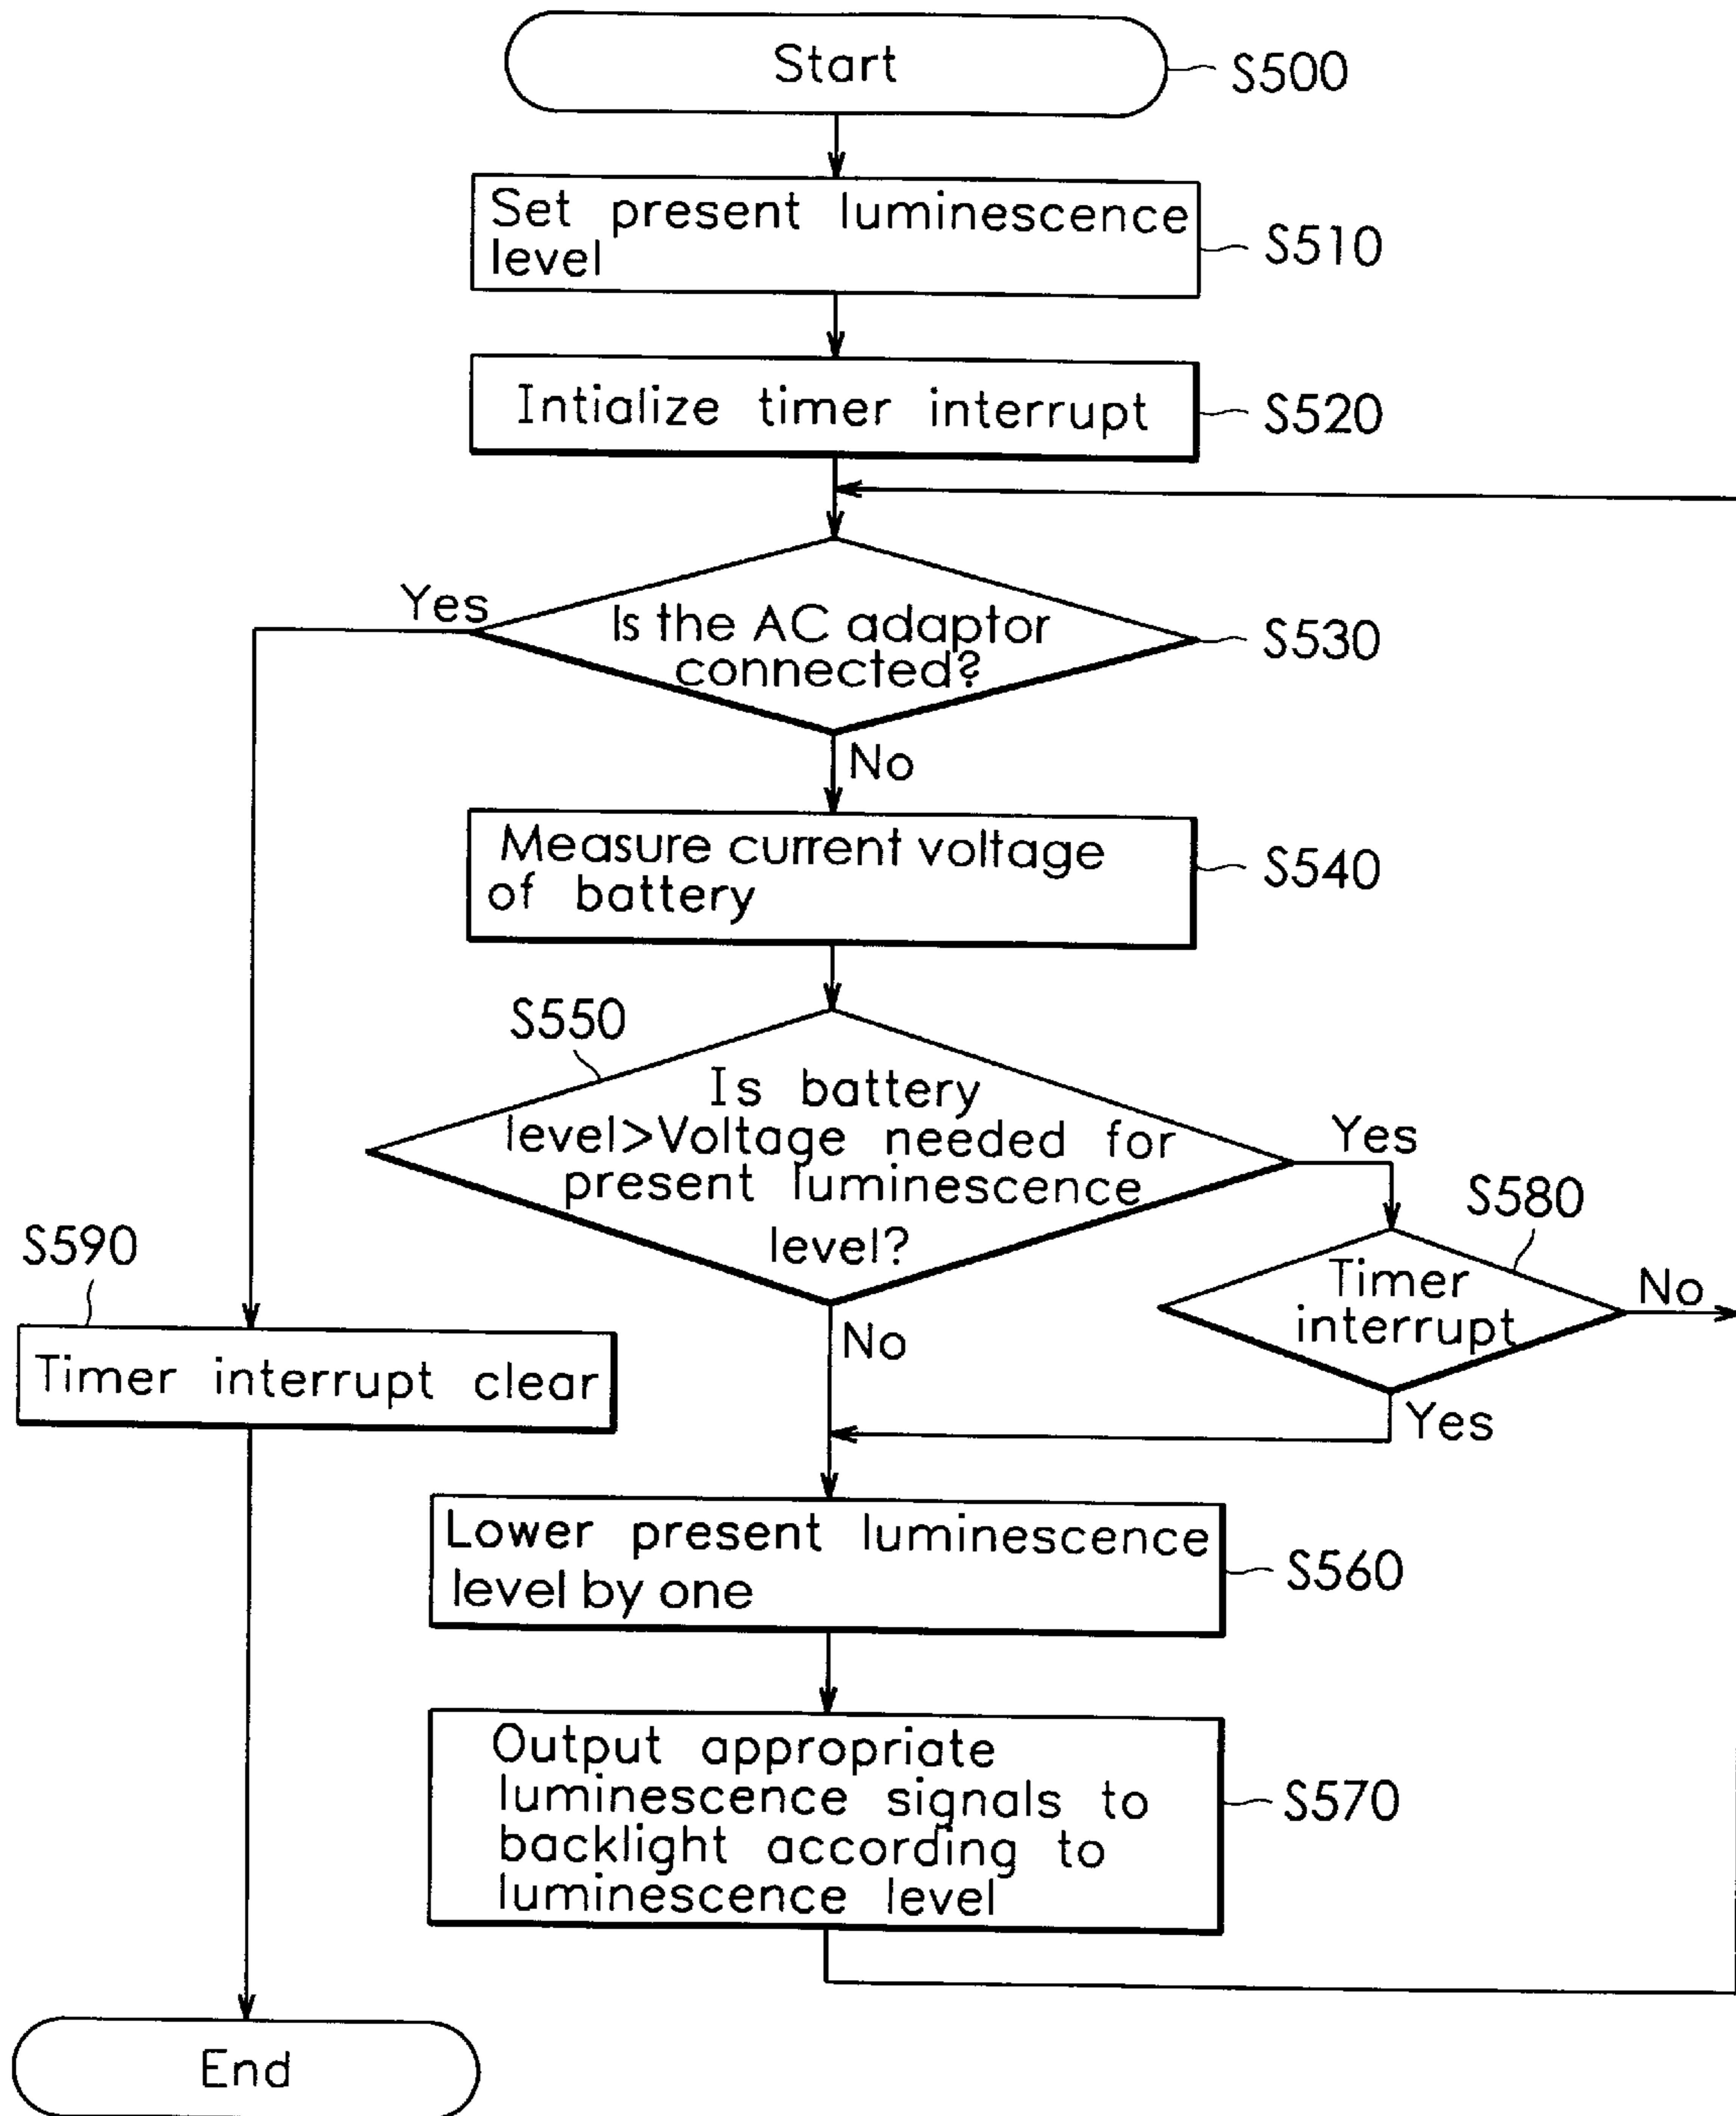 Start
S500
Set present luminescence
level
S510
Intialize timer interrupt
S520
Yes
Is the AC adaptor
connected?
S530
No
Measure current voltage
of battery
S540
S550
Is battery
level>Voltage needed for
present luminescence
level?
Yes
S580
Timer
interrupt
No
Yes
No
S590
Timer interrupt clear
Lower present luminescence
level by one
S560
Output appropriate
luminescence signals to
backlight according to
luminescence level
S570
End